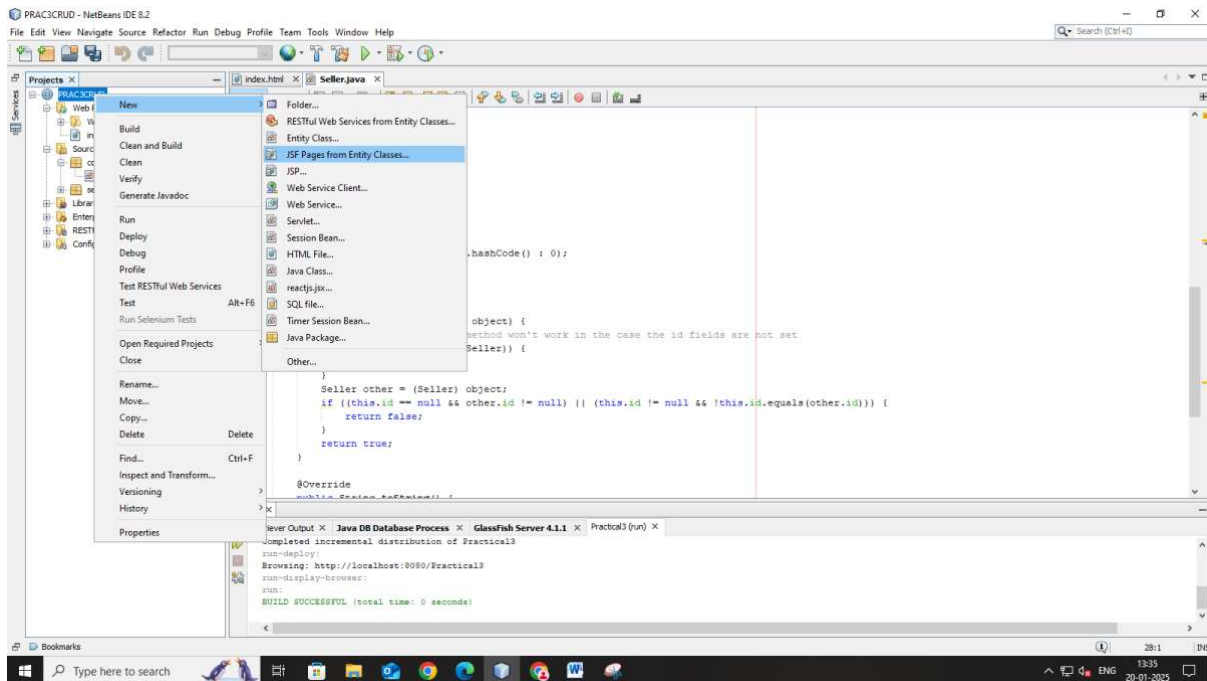 PRAC3CRUD - NetBeans IDE 8.2
File Edit View Navigate Source Refactor Run Debug Profile Team Tools Window Help
Search (Ctrl+I)
Projects
index.html
Seller.java
Services
PRAC3CRUD
New
Build
Clean and Build
Clean
Verify
Generate Javadoc
Run
Deploy
Debug
Profile
Test RESTful Web Services
Test Alt+F6
Run Selenium Tests
Open Required Projects
Close
Rename...
Move...
Copy...
Delete Delete
Find... Ctrl+F
Inspect and Transform...
Versioning
History
Properties
Folder...
RESTful Web Services from Entity Classes...
Entity Class...
JSF Pages from Entity Classes...
JSP...
Web Service Client...
Web Service...
Servlet...
Session Bean...
HTML File...
Java Class...
reactjs.jsx...
SQL file...
Timer Session Bean...
Java Package...
Other...
.hashCode() : 0);
object) {
method won't work in the case the id fields are not set
Seller)) {
}
Seller other = (Seller) object;
if ((this.id == null && other.id != null) || (this.id != null && !this.id.equals(other.id))) {
return false;
}
return true;
}
@Override
public String toString() {
Output Java DB Database Process GlassFish Server 4.1.1 Practical3 (run)
Completed incremental distribution of Practical3
run-deploy:
Browsing: http://localhost:8080/Practical3
run-display-browser:
run:
BUILD SUCCESSFUL (total time: 0 seconds)
Bookmarks
28:1
INS
Type here to search
ENG
13:35
20-01-2025